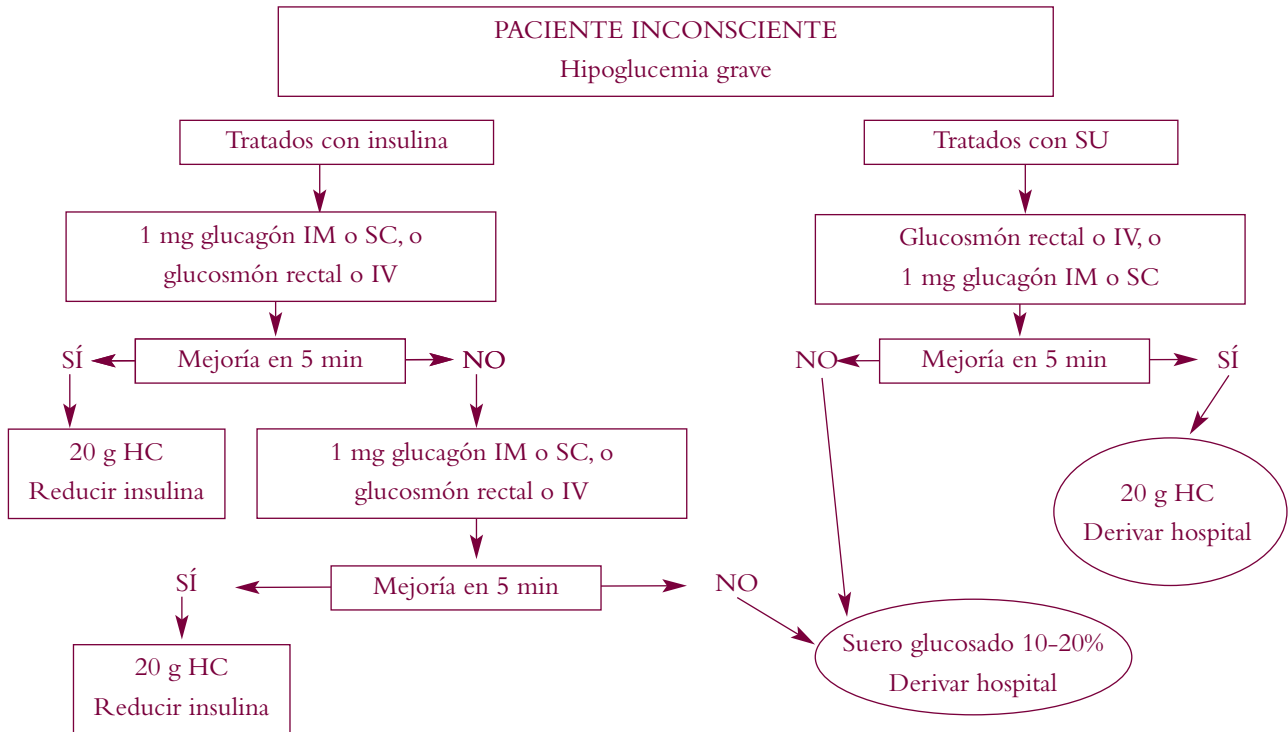 PACIENTE INCONSCIENTE
Hipoglucemia grave
Tratados con insulina
Tratados con SU
1 mg glucagón IM o SC, o
glucosmón rectal o IV
Glucosmón rectal o IV, o
1 mg glucagón IM o SC
SÍ
Mejoría en 5 min
NO
NO
Mejoría en 5 min
SÍ
20 g HC
Reducir insulina
1 mg glucagón IM o SC, o
glucosmón rectal o IV
20 g HC
Derivar hospital
SÍ
Mejoría en 5 min
NO
20 g HC
Reducir insulina
Suero glucosado 10-20%
Derivar hospital